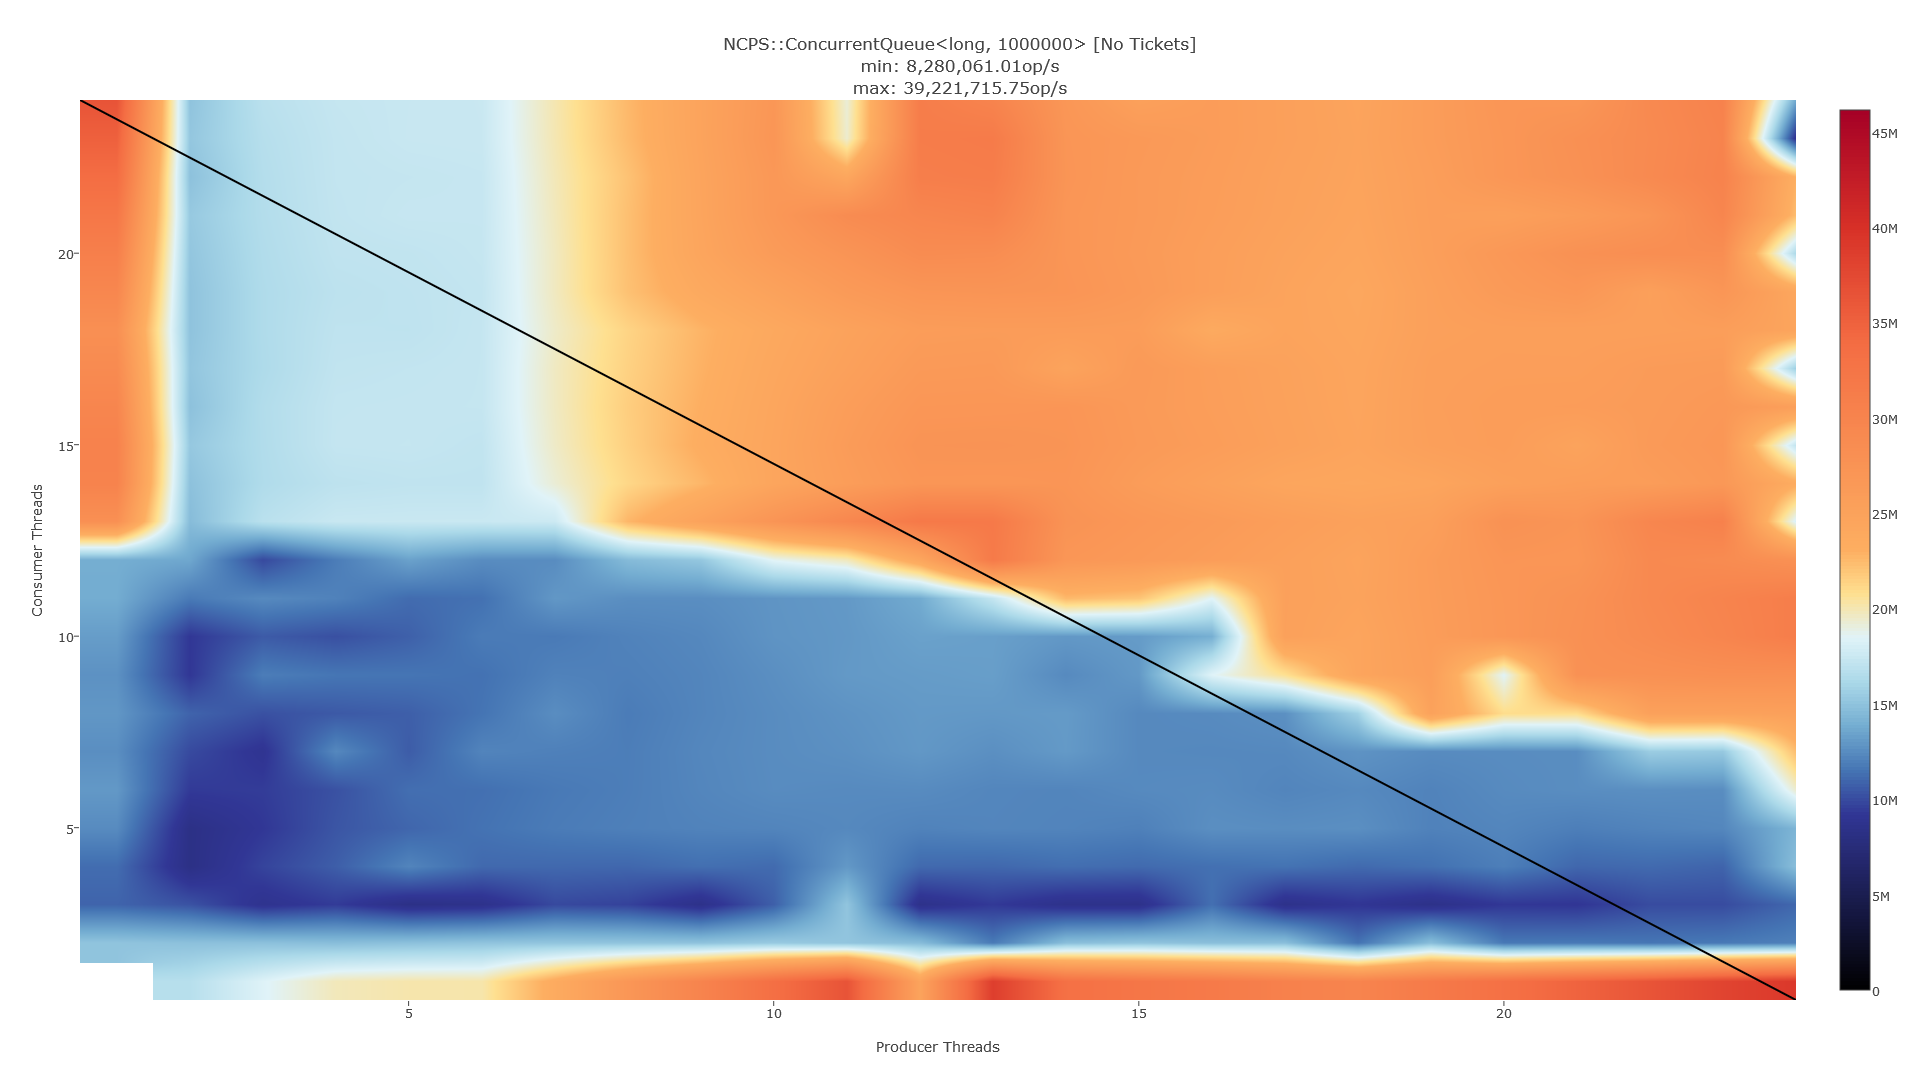 NCPS::ConcurrentQueue<long, 1000000> [No Tickets]
min: 8,280,061.01op/s
max: 39,221,715.75op/s
Consumer Threads
20
15
10
5
5
10
15
20
Producer Threads
45M
40M
35M
30M
25M
20M
15M
10M
5M
0